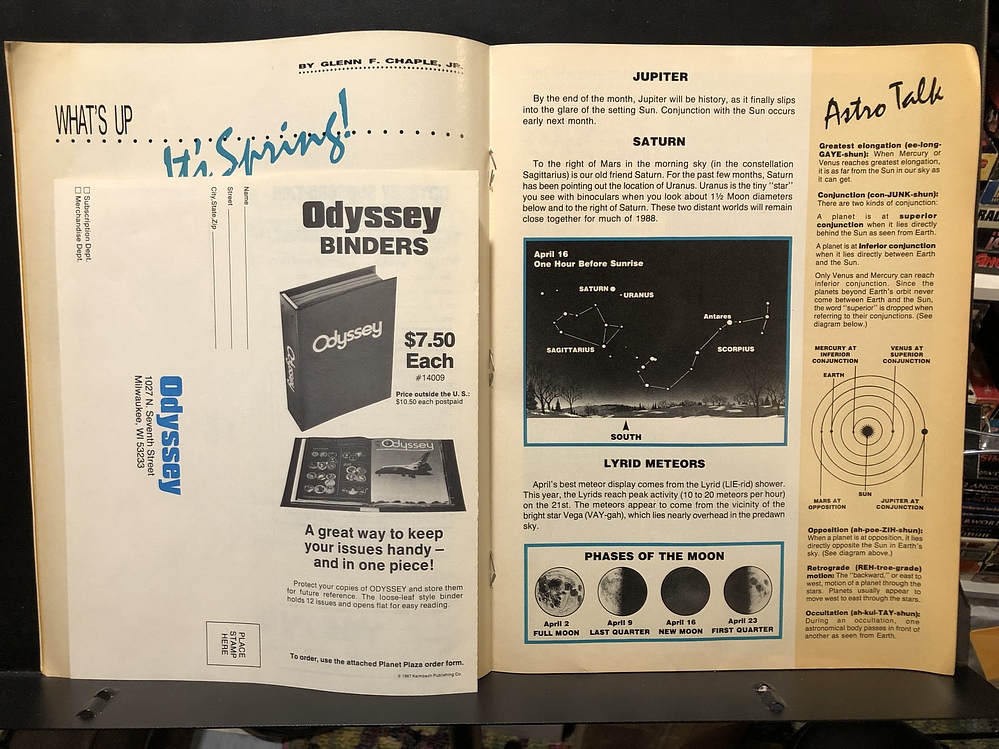 BY GLENN F. CHAPLE, JR.
WHAT'S UP
It's Spring!
Name
Street
City,State,Zip
Subscription Dept.
Merchandise Dept.
Odyssey
1027 N. Seventh Street
Milwaukee, WI 53233
PLACE
STAMP
HERE
Odyssey
BINDERS
Odyssey
Odyssey
$7.50
Each
#14009
Price outside the U. S.:
$10.50 each postpaid
Odyssey
A great way to keep
your issues handy –
and in one piece!
Protect your copies of ODYSSEY and store them
for future reference. The loose-leaf style binder
holds 12 issues and opens flat for easy reading.
To order, use the attached Planet Plaza order form.
© 1987 Kalmbach Publishing Co.
JUPITER
By the end of the month, Jupiter will be history, as it finally slips
into the glare of the setting Sun. Conjunction with the Sun occurs
early next month.
SATURN
To the right of Mars in the morning sky (in the constellation
Sagittarius) is our old friend Saturn. For the past few months, Saturn
has been pointing out the location of Uranus. Uranus is the tiny "star"
you see with binoculars when you look about 1½ Moon diameters
below and to the right of Saturn. These two distant worlds will remain
close together for much of 1988.
April 16
One Hour Before Sunrise
SATURN
URANUS
Antares
SAGITTARIUS
SCORPIUS
SOUTH
LYRID METEORS
April's best meteor display comes from the Lyrid (LIE-rid) shower.
This year, the Lyrids reach peak activity (10 to 20 meteors per hour)
on the 21st. The meteors appear to come from the vicinity of the
bright star Vega (VAY-gah), which lies nearly overhead in the predawn
sky.
PHASES OF THE MOON
April 2
FULL MOON
April 9
LAST QUARTER
April 16
NEW MOON
April 23
FIRST QUARTER
Astro Talk
Greatest elongation (ee-long-
GAYE-shun): When Mercury or
Venus reaches greatest elongation,
it is as far from the Sun in our sky as
it can get.
Conjunction (con-JUNK-shun):
There are two kinds of conjunction:
A planet is at superior
conjunction when it lies directly
behind the Sun as seen from Earth.
A planet is at inferior conjunction
when it lies directly between Earth
and the Sun.
Only Venus and Mercury can reach
inferior conjunction. Since the
planets beyond Earth's orbit never
come between Earth and the Sun,
the word "superior" is dropped when
referring to their conjunctions. (See
diagram below.)
MERCURY AT
INFERIOR
CONJUNCTION
VENUS AT
SUPERIOR
CONJUNCTION
EARTH
MARS AT
OPPOSITION
SUN
JUPITER AT
CONJUNCTION
Opposition (ah-poe-ZIH-shun):
When a planet is at opposition, it lies
directly opposite the Sun in Earth's
sky. (See diagram above.)
Retrograde (REH-tree-grade)
motion: The "backward," or east to
west, motion of a planet through the
stars. Planets usually appear to
move west to east through the stars.
Occultation (ah-kul-TAY-shun):
During an occultation, one
astronomical body passes in front of
another as seen from Earth.